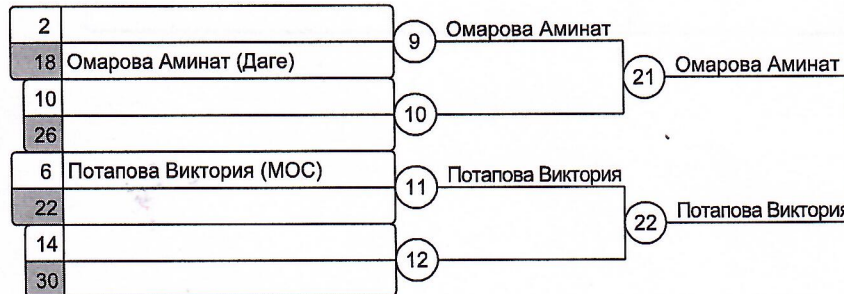 2
9 Омарова Аминат
18 Омарова Аминат (Даге)
21 Омарова Аминат
10
10
26
6 Потапова Виктория (МОС)
11 Потапова Виктория
22
22 Потапова Виктория
14
12
30